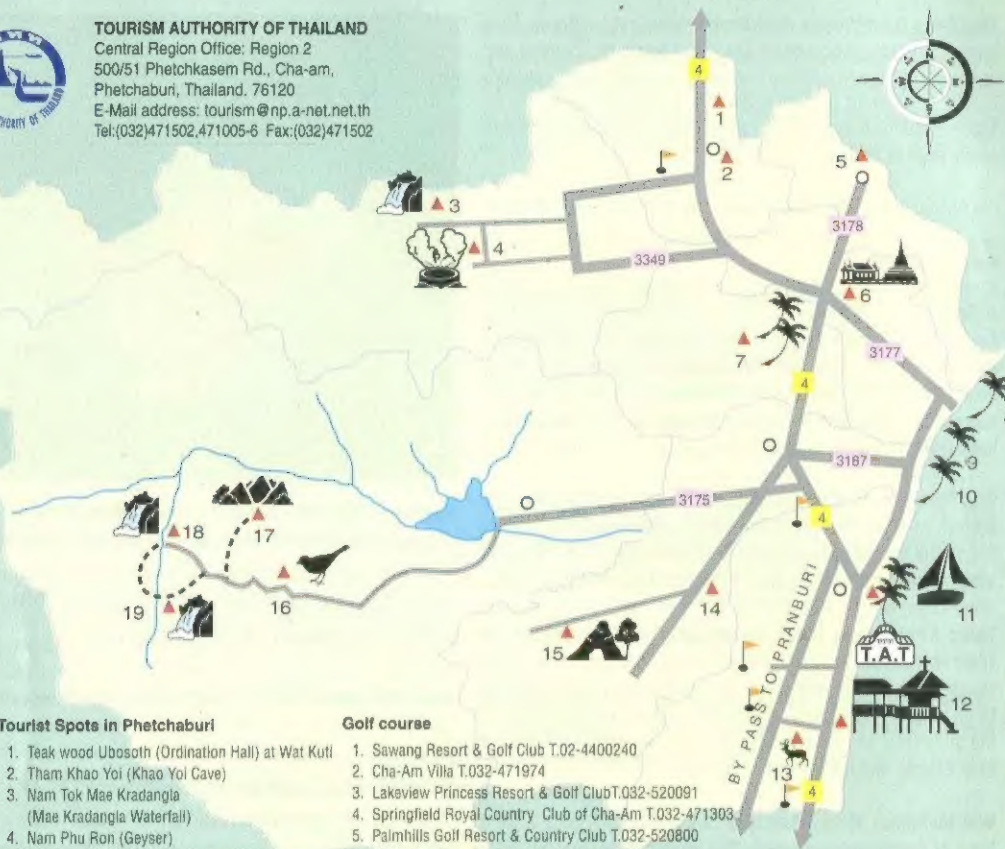 AUTHORITY OF THAILAND
TOURISM AUTHORITY OF THAILAND
Central Region Office: Region 2
500/51 Phetchkasem Rd., Cha-am,
Phetchaburi, Thailand. 76120
E-Mail address: tourism@np.a-net.net.th
Tel:(032)471502,471005-6 Fax:(032)471502
N
4
1
2
5
3
3178
4
3349
6
7
3177
4
9
3187
10
3175
4
18
17
16
19
14
11
15
T.A.T
BY PASS TO PRANBURI
12
13
4
Tourist Spots in Phetchaburi
1. Teak wood Ubosoth (Ordination Hall) at Wat Kuti
2. Tham Khao Yoi (Khao Yoi Cave)
3. Nam Tok Mae Kradangla
(Mae Kradangla Waterfall)
4. Nam Phu Ron (Geyser)
Golf course
1. Sawang Resort & Golf Club T.02-4400240
2. Cha-Am Villa T.032-471974
3. Lakeview Princess Resort & Golf ClubT.032-520091
4. Springfield Royal Country Club of Cha-Am T.032-471303
5. Palmhills Golf Resort & Country Club T.032-520800